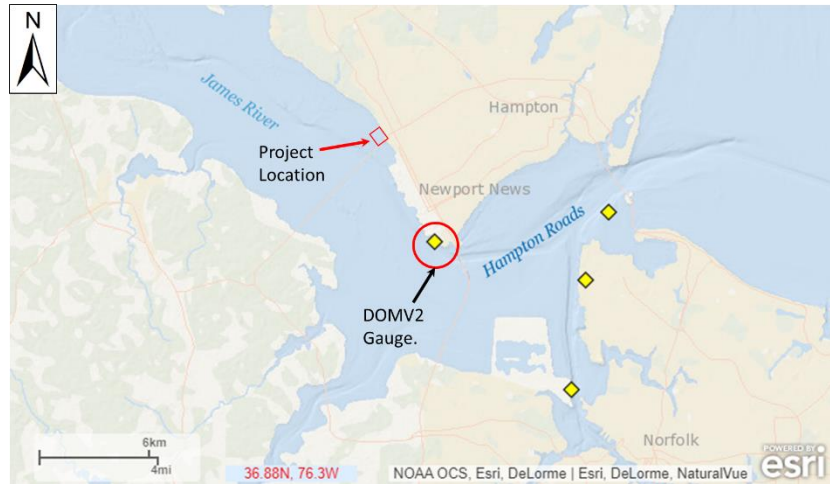 N
James River
Hampton
Project
Location
Newport News
Hampton Roads
DOMV2
Gauge.
6km
4mi
36.88N, 76.3W
Norfolk
NOAA OCS, Esri, DeLorme | Esri, DeLorme, NaturalVue
POWERED BY
esri